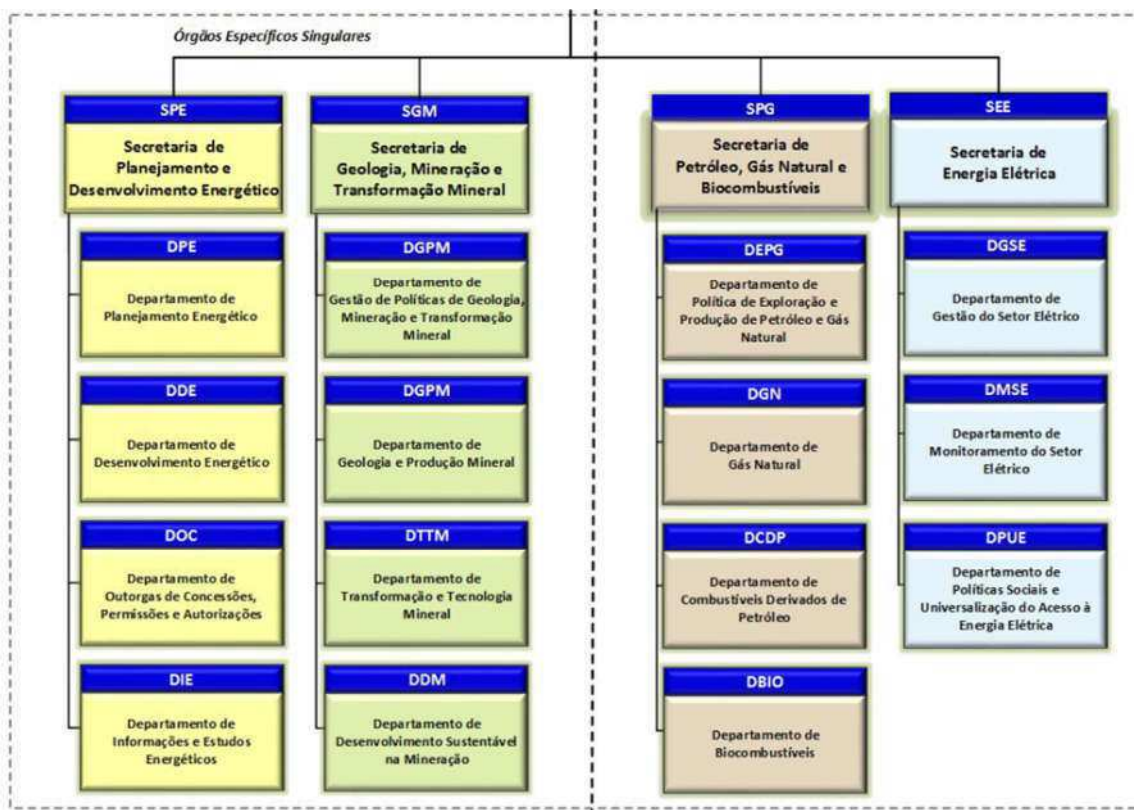 Órgãos Específicos Singulares
SPE
Secretaria de
Planejamento e
Desenvolvimento Energético
DPE
Departamento de
Planejamento Energético
DDE
Departamento de
Desenvolvimento Energético
DOC
Departamento de
Outorgas de Concessões,
Permissões e Autorizações
DIE
Departamento de
Informações e Estudos
Energéticos
SGM
Secretaria de
Geologia, Mineração e
Transformação Mineral
DGPM
Departamento de
Gestão de Políticas de Geologia,
Mineração e Transformação
Mineral
DGPM
Departamento de
Geologia e Produção Mineral
DTTM
Departamento de
Transformação e Tecnologia
Mineral
DDM
Departamento de
Desenvolvimento Sustentável
na Mineração
SPG
Secretaria de
Petróleo, Gás Natural e
Biocombustíveis
DEPG
Departamento de
Política de Exploração e
Produção de Petróleo e Gás
Natural
DGN
Departamento de
Gás Natural
DCDP
Departamento de
Combustíveis Derivados de
Petróleo
DBIO
Departamento de
Biocombustíveis
SEE
Secretaria de
Energia Elétrica
DGSE
Departamento de
Gestão do Setor Elétrico
DMSE
Departamento de
Monitoramento do Setor
Elétrico
DPUE
Departamento de
Políticas Sociais e
Universalização do Acesso à
Energia Elétrica